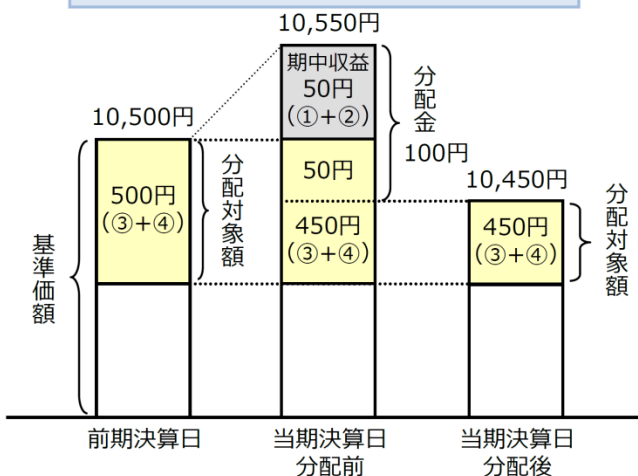 10,550円
期中収益
50円
(①+②)
分配金
10,500円
50円
100円
10,450円
500円
(③+④)
分配対象額
450円
(③+④)
450円
(③+④)
分配対象額
基準価額
前期決算日
当期決算日
分配前
当期決算日
分配後